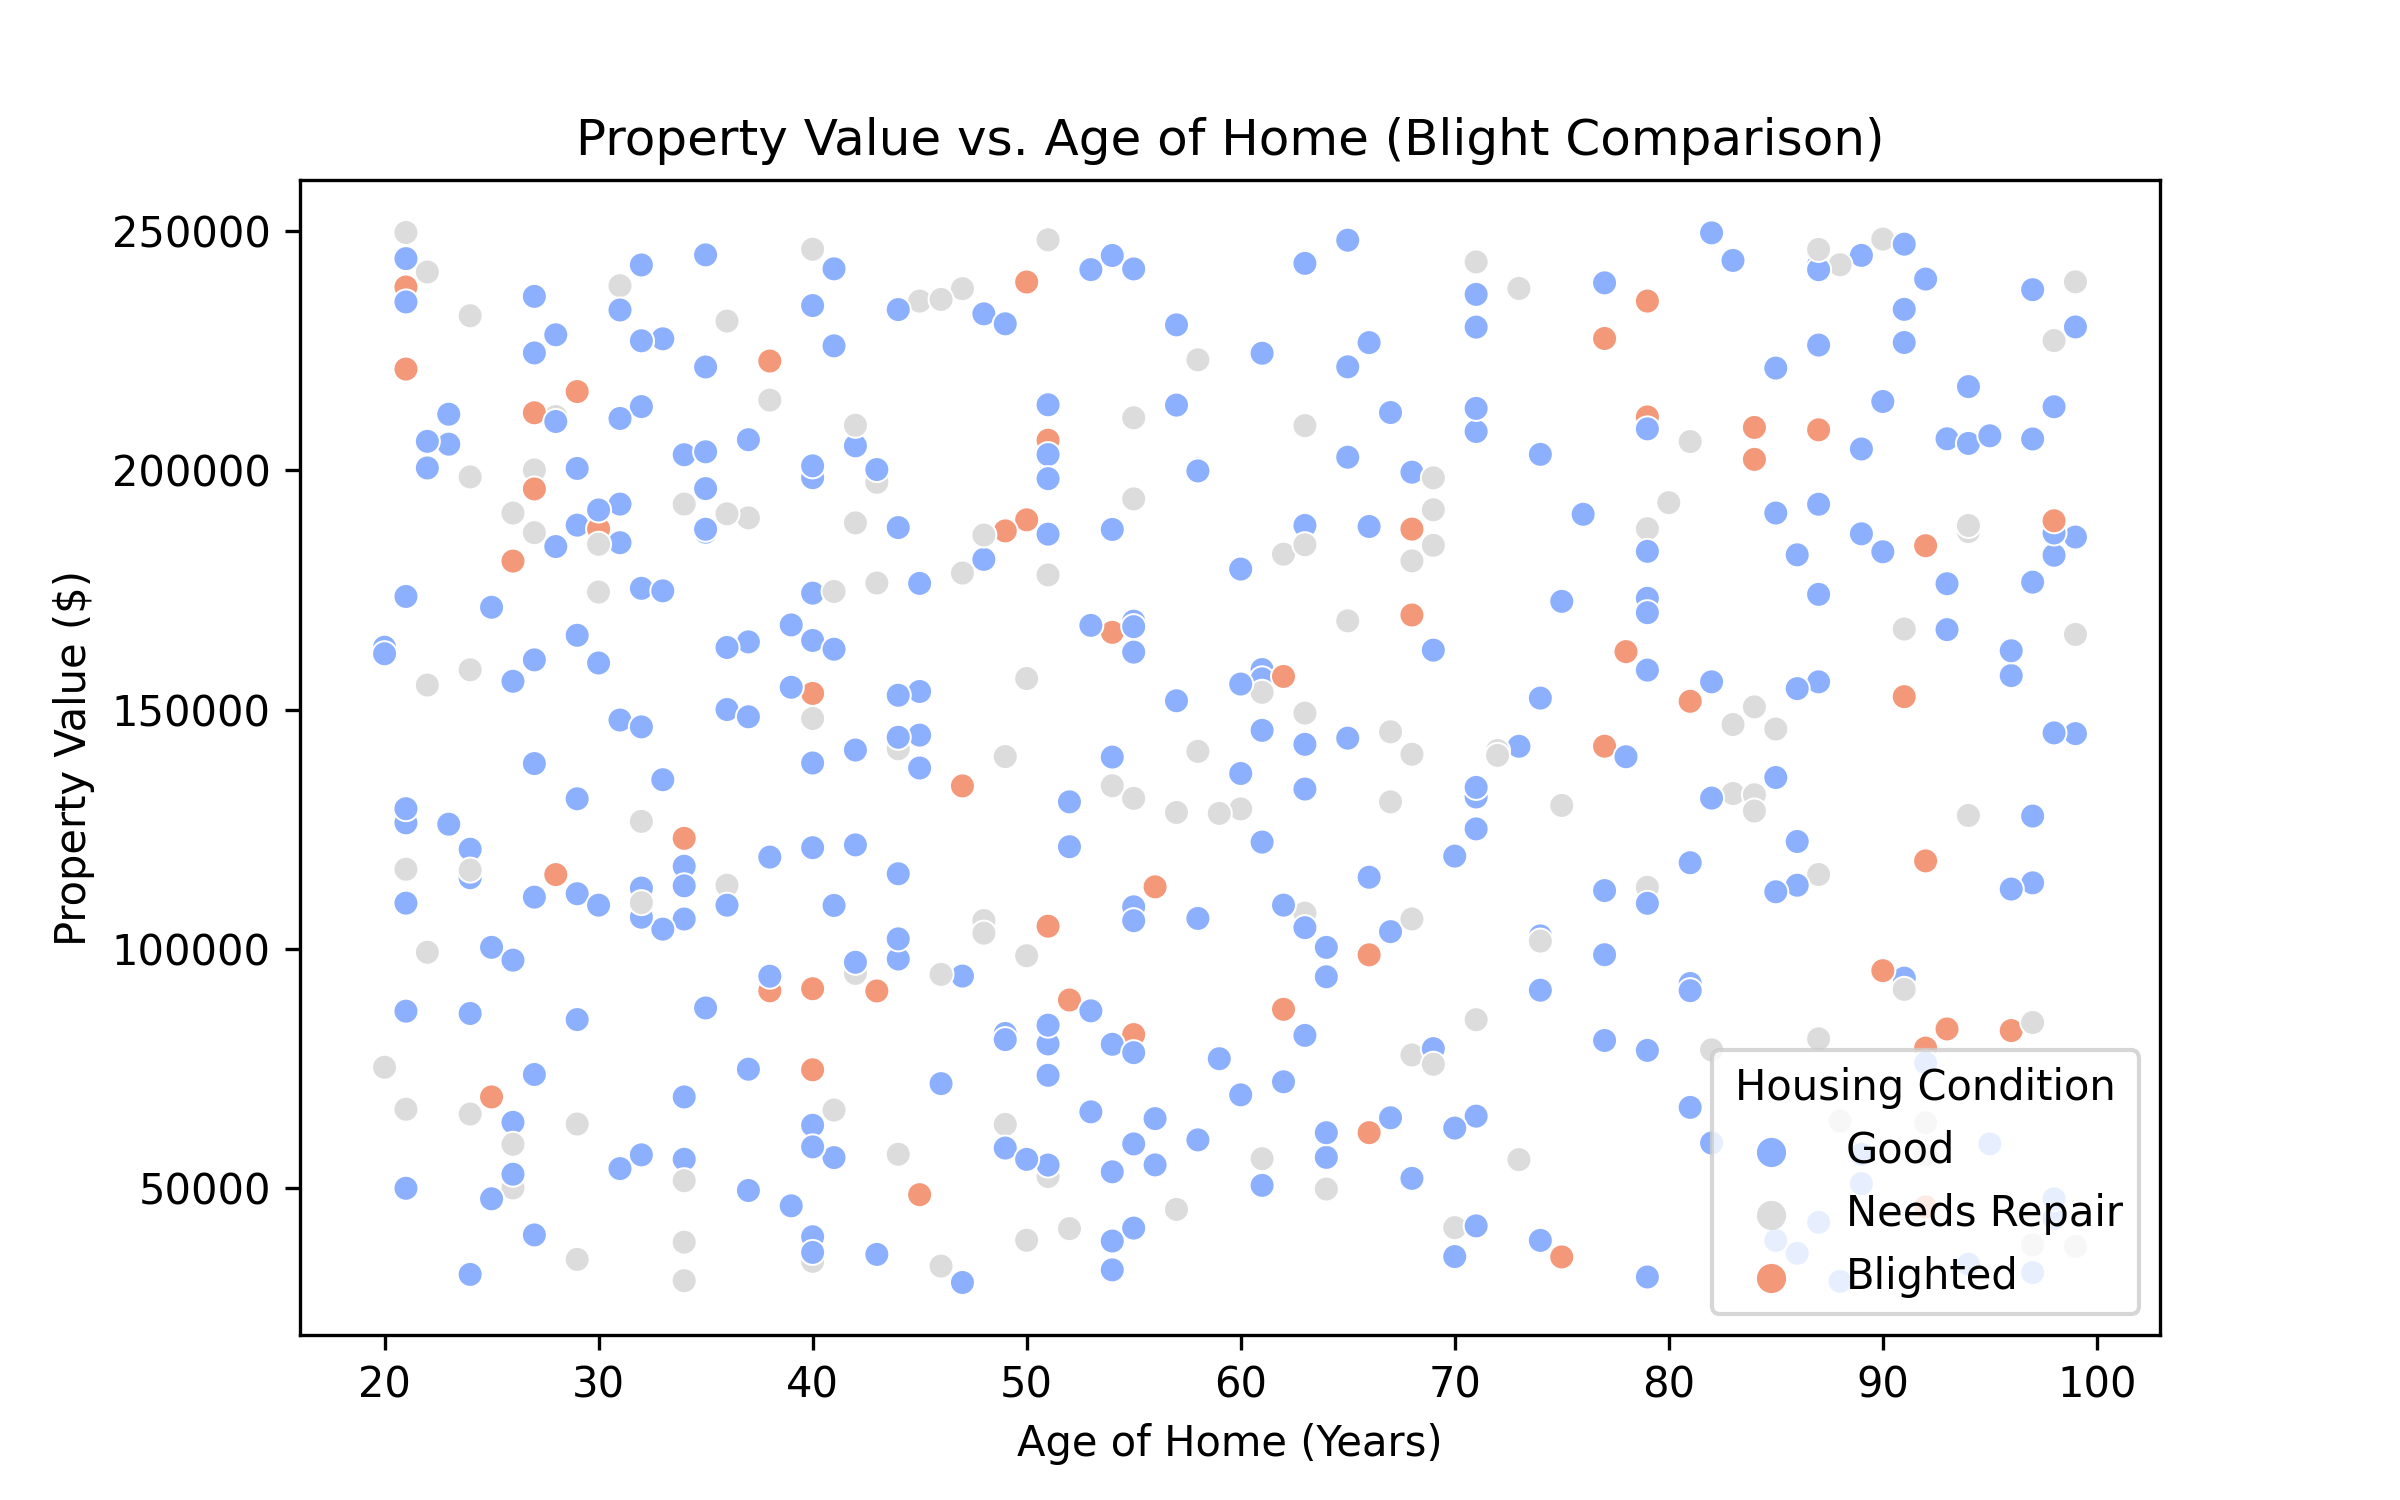 Property Value vs. Age of Home (Blight Comparison)
Property Value ($)
250000
200000
150000
100000
50000
20 30 40 50 60 70 80 90 100
Age of Home (Years)
Housing Condition
Good
Needs Repair
Blighted